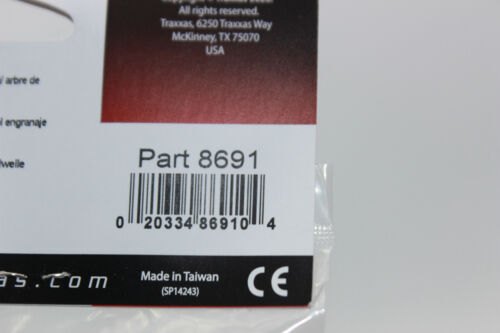 All rights reserved.
Traxxas, 6250 Traxxas Way
McKinney, TX 75070
USA
/ arbre de
el engranaje
welle
Part 8691
0 20334 86910 4
as.com
Made in Taiwan
(SP14243)
CE